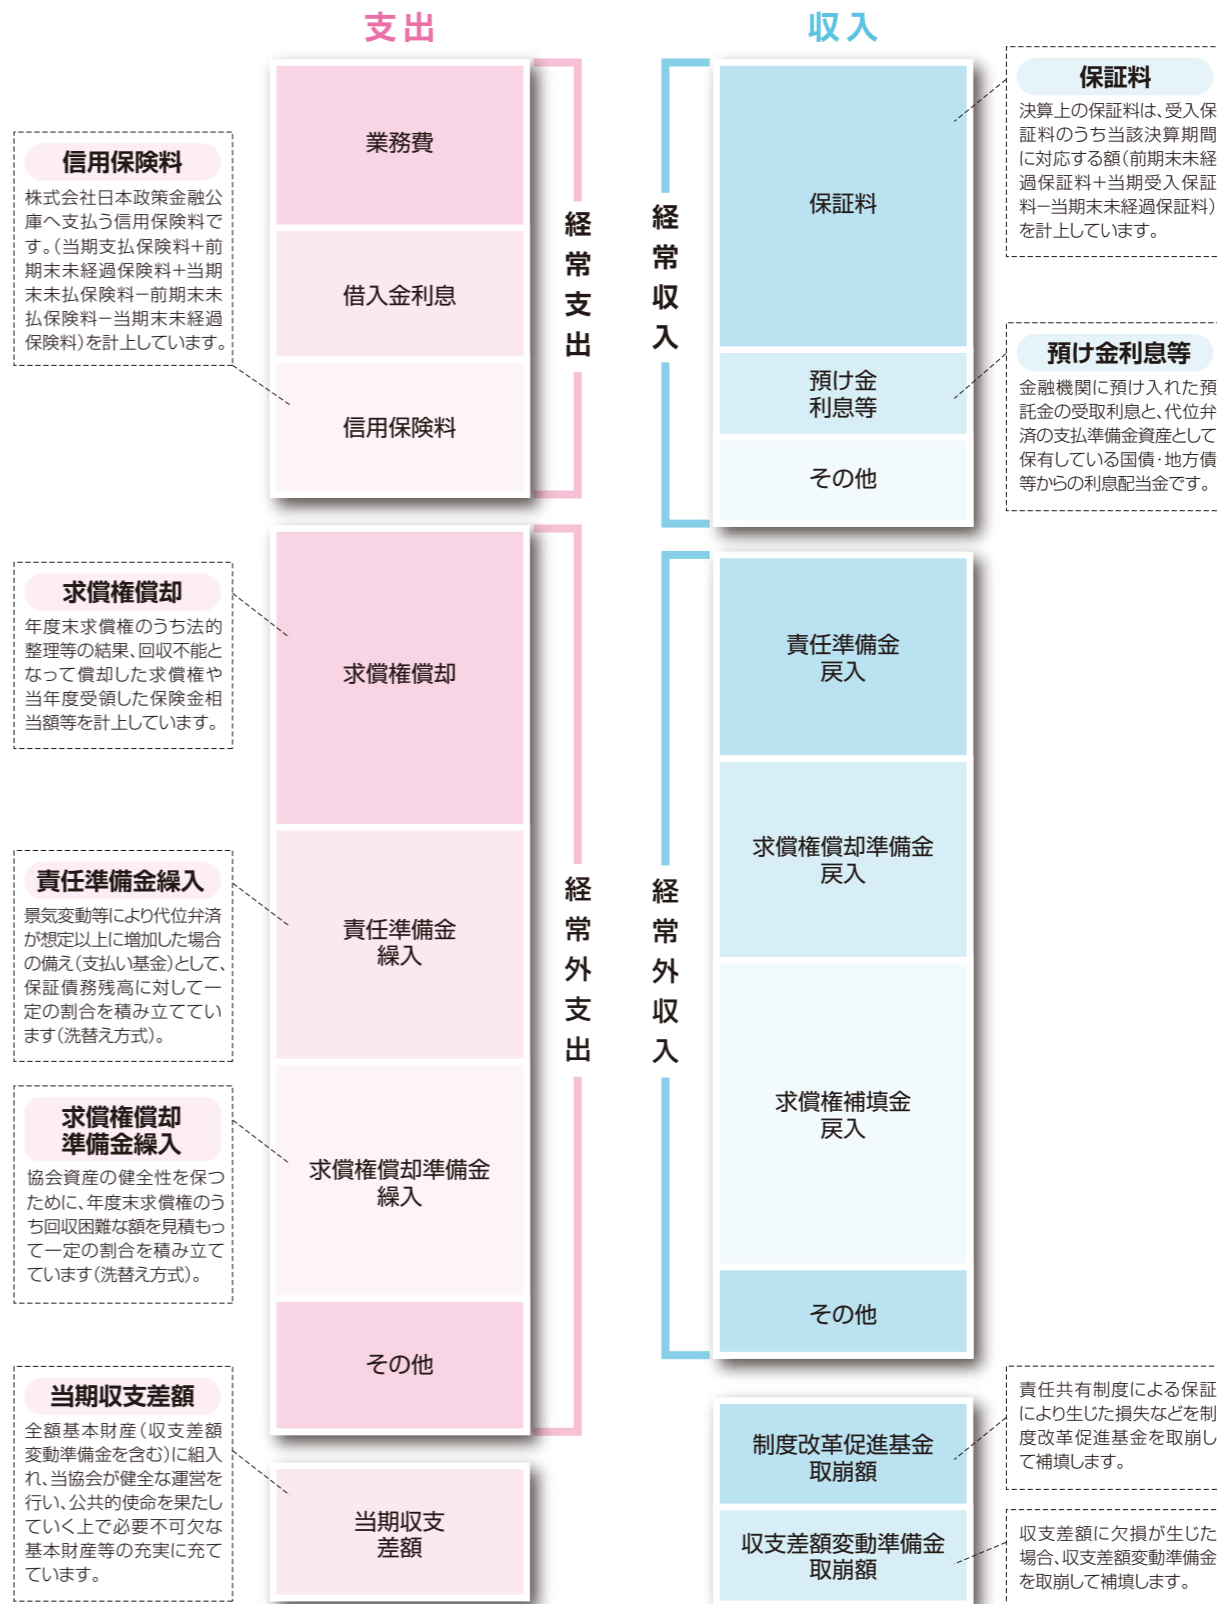 支出
信用保険料
株式会社日本政策金融公
庫へ支払う信用保険料で
す。(当期支払保険料+前
期末未経過保険料+当期
末未払保険料−前期末未
払保険料−当期末未経過
保険料)を計上しています。
業務費
借入金利息
信用保険料
経常支出
求償権償却
年度末求償権のうち法的
整理等の結果、回収不能と
なって償却した求償権や
当年度受領した保険金相
当額等を計上しています。
責任準備金繰入
景気変動等により代位弁済
が想定以上に増加した場合
の備え(支払い基金)として、
保証債務残高に対して一
定の割合を積み立ててい
ます(洗替え方式)。
求償権償却
準備金繰入
協会資産の健全性を保つ
ために、年度末求償権のう
ち回収困難な額を見積もっ
て一定の割合を積み立て
ています(洗替え方式)。
求償権償却
責任準備金
繰入
求償権償却準備金
繰入
その他
経常外支出
当期収支差額
全額基本財産(収支差額
変動準備金を含む)に組入
れ、当協会が健全な運営を
行い、公共的使命を果たし
ていく上で必要不可欠な
基本財産等の充実に充て
ています。
当期収支
差額
収入
経常収入
保証料
預け金
利息等
その他
保証料
決算上の保証料は、受入保
証料のうち当該決算期間
に対応する額(前期末未経
過保証料+当期受入保証
料−当期末未経過保証料)
を計上しています。
預け金利息等
金融機関に預け入れた預
託金の受取利息と、代位弁
済の支払準備金資産として
保有している国債・地方債
等からの利息配当金です。
経常外収入
責任準備金
戻入
求償権償却準備金
戻入
求償権補填金
戻入
その他
制度改革促進基金
取崩額
収支差額変動準備金
取崩額
責任共有制度による保証
により生じた損失などを制
度改革促進基金を取崩し
て補填します。
収支差額に欠損が生じた
場合、収支差額変動準備金
を取崩して補填します。